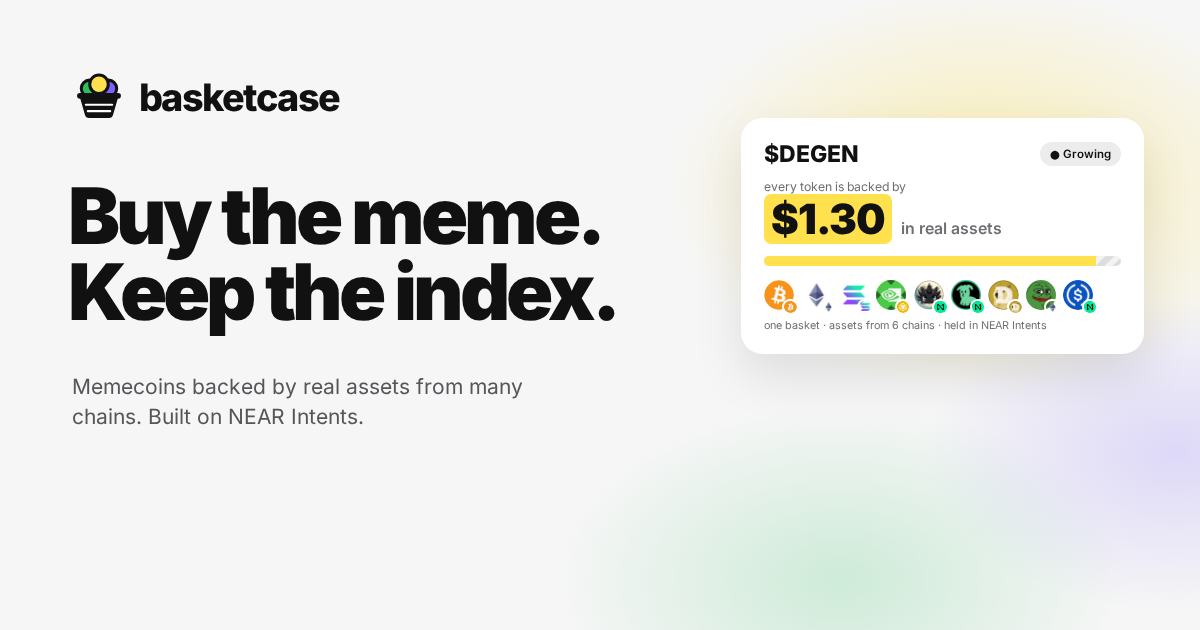 basketcase
Buy the meme.
Keep the index.
Memecoins backed by real assets from many
chains. Built on NEAR Intents.
$DEGEN
Growing
every token is backed by
$1.30 in real assets
one basket · assets from 6 chains · held in NEAR Intents